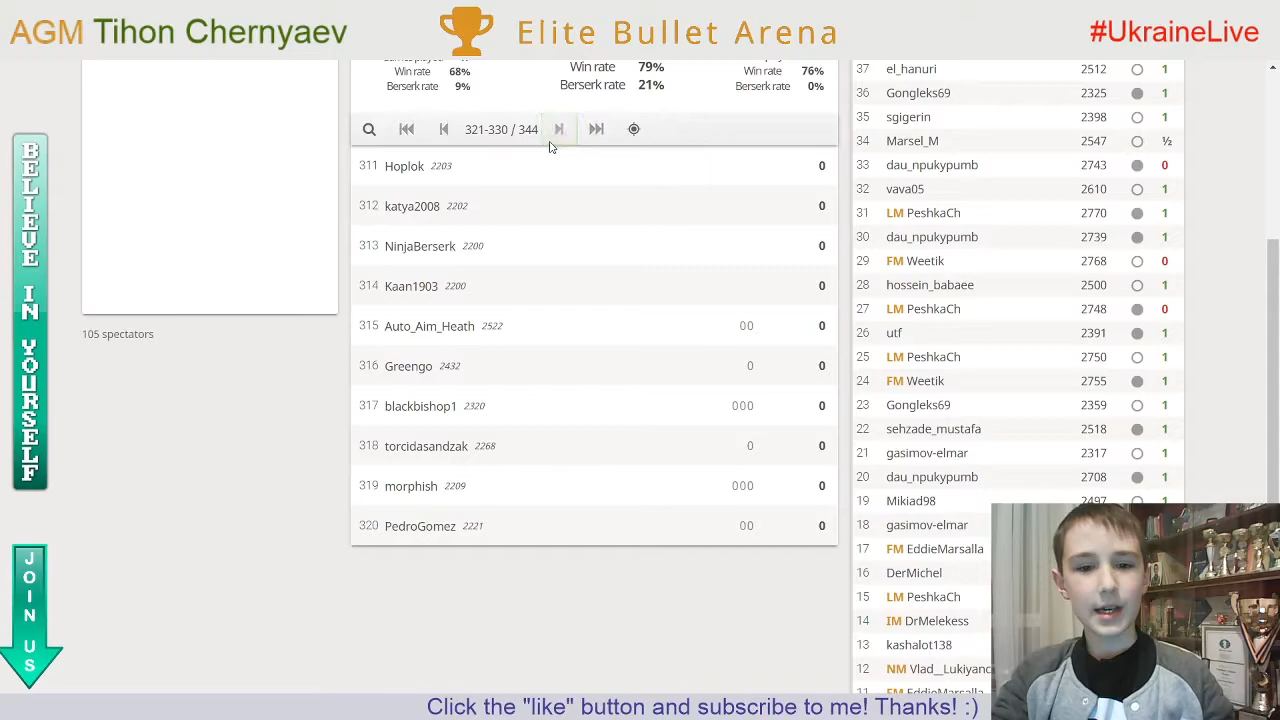 AGM Tihon Chernyaev
Elite Bullet Arena
#UkraineLive
BELIEVE IN YOURSELF
JOIN US
105 spectators
Win rate 68%
Berserk rate 9%
Win rate 79%
Berserk rate 21%
Win rate 76%
Berserk rate 0%
321-330 / 344
311 Hoplok 2203 0
312 katya2008 2202 0
313 NinjaBerserk 2200 0
314 Kaan1903 2200 0
315 Auto_Aim_Heath 2522 00 0
316 Greengo 2432 0 0
317 blackbishop1 2320 000 0
318 torcidasandzak 2268 0 0
319 morphish 2209 000 0
320 PedroGomez 2221 00 0
37 el_hanuri 2512 1
36 Gongleks69 2325 1
35 sgigerin 2398 1
34 Marsel_M 2547 ½
33 dau_npukypumb 2743 0
32 vava05 2610 1
31 LM PeshkaCh 2770 1
30 dau_npukypumb 2739 1
29 FM Weetik 2768 0
28 hossein_babaee 2500 1
27 LM PeshkaCh 2748 0
26 utf 2391 1
25 LM PeshkaCh 2750 1
24 FM Weetik 2755 1
23 Gongleks69 2359 1
22 sehzade_mustafa 2518 1
21 gasimov-elmar 2317 1
20 dau_npukypumb 2708 1
19 Mikiad98 2497 1
18 gasimov-elmar
17 FM EddieMarsalla
16 DerMichel
15 LM PeshkaCh
14 IM DrMelekess
13 kashalot138
12 NM Vlad__Lukiyanc
11 FM EddieMarsalla
Click the "like" button and subscribe to me! Thanks! :)